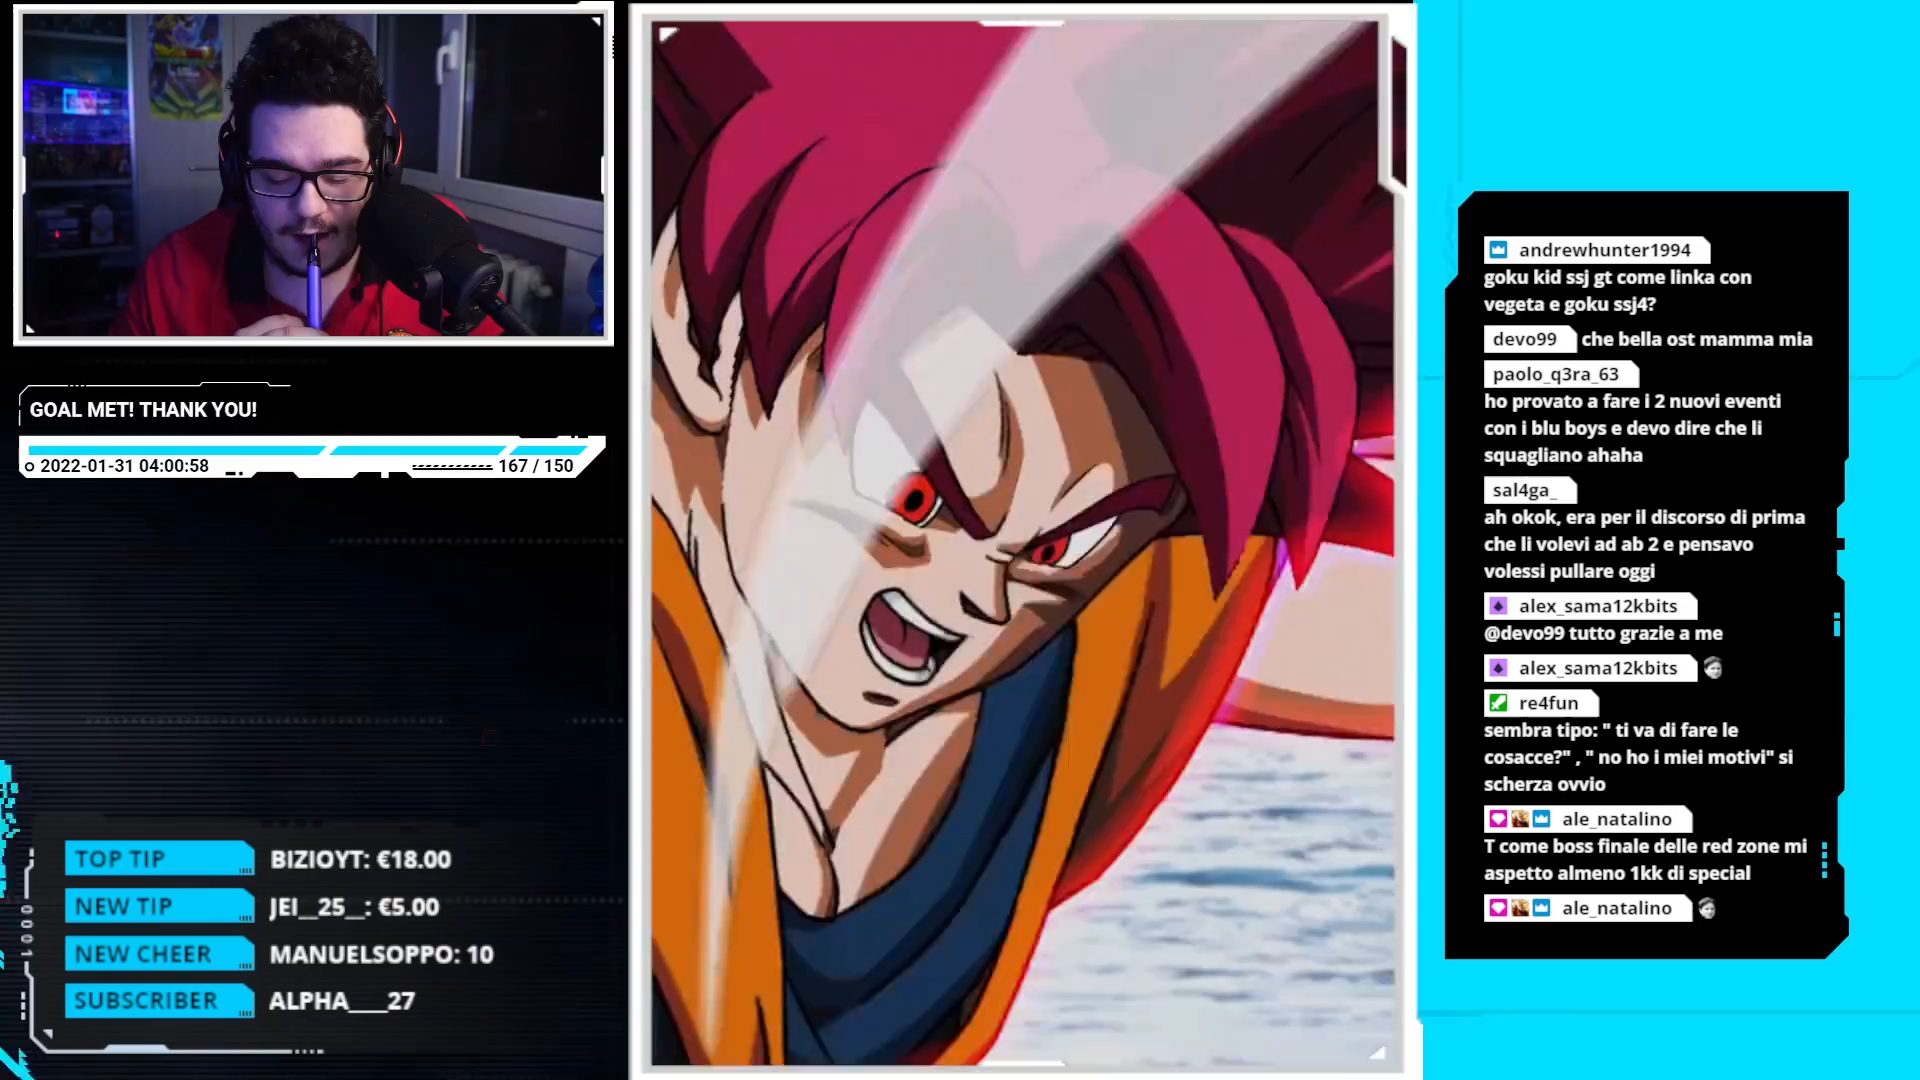 GOAL MET! THANK YOU!
2022-01-31 04:00:58
167 / 150
TOP TIP BIZIOYT: €18.00
NEW TIP JEI__25__: €5.00
NEW CHEER MANUELSOPPO: 10
SUBSCRIBER ALPHA____27
0001
andrewhunter1994
goku kid ssj gt come linka con
vegeta e goku ssj4?
devo99 che bella ost mamma mia
paolo_q3ra_63
ho provato a fare i 2 nuovi eventi
con i blu boys e devo dire che li
squagliano ahaha
sal4ga_
ah okok, era per il discorso di prima
che li volevi ad ab 2 e pensavo
volessi pullare oggi
alex_sama12kbits
@devo99 tutto grazie a me
alex_sama12kbits
re4fun
sembra tipo: " ti va di fare le
cosacce?" , " no ho i miei motivi" si
scherza ovvio
ale_natalino
T come boss finale delle red zone mi
aspetto almeno 1kk di special
ale_natalino